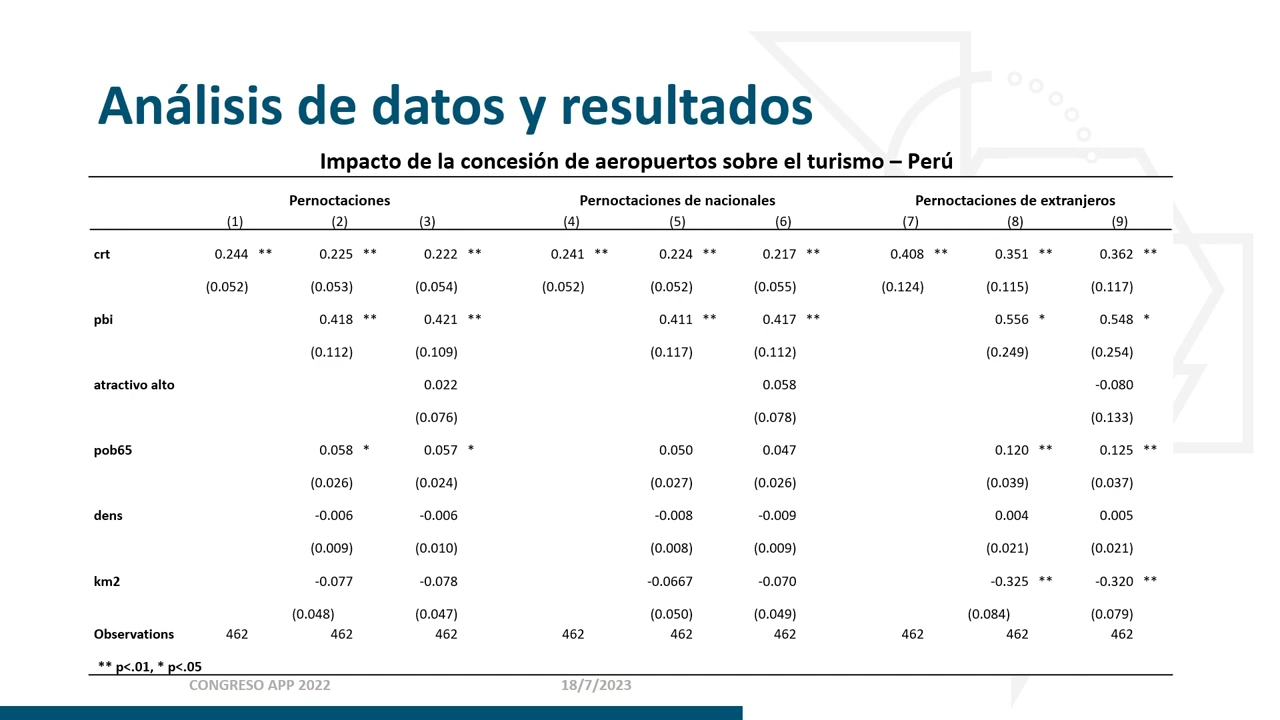 Análisis de datos y resultados
Impacto de la concesión de aeropuertos sobre el turismo – Perú
Pernoctaciones Pernoctaciones de nacionales Pernoctaciones de extranjeros
(1) (2) (3) (4) (5) (6) (7) (8) (9)
crt 0.244 ** 0.225 ** 0.222 ** 0.241 ** 0.224 ** 0.217 ** 0.408 ** 0.351 ** 0.362 **
(0.052) (0.053) (0.054) (0.052) (0.052) (0.055) (0.124) (0.115) (0.117)
pbi 0.418 ** 0.421 ** 0.411 ** 0.417 ** 0.556 * 0.548 *
(0.112) (0.109) (0.117) (0.112) (0.249) (0.254)
atractivo alto 0.022 0.058 -0.080
(0.076) (0.078) (0.133)
pob65 0.058 * 0.057 * 0.050 0.047 0.120 ** 0.125 **
(0.026) (0.024) (0.027) (0.026) (0.039) (0.037)
dens -0.006 -0.006 -0.008 -0.009 0.004 0.005
(0.009) (0.010) (0.008) (0.009) (0.021) (0.021)
km2 -0.077 -0.078 -0.0667 -0.070 -0.325 ** -0.320 **
(0.048) (0.047) (0.050) (0.049) (0.084) (0.079)
Observations 462 462 462 462 462 462 462 462 462
** p<.01, * p<.05
CONGRESO APP 2022 18/7/2023